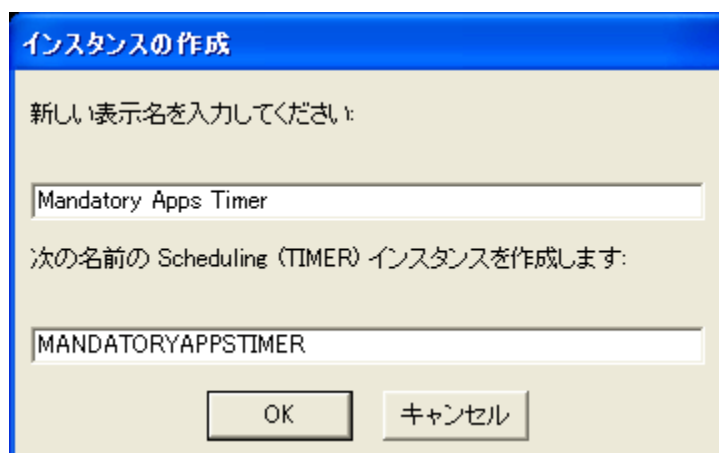 インスタンスの作成
新しい表示名を入力してください:
Mandatory Apps Timer
次の名前の Scheduling (TIMER) インスタンスを作成します:
MANDATORYAPPSTIMER
OK キャンセル